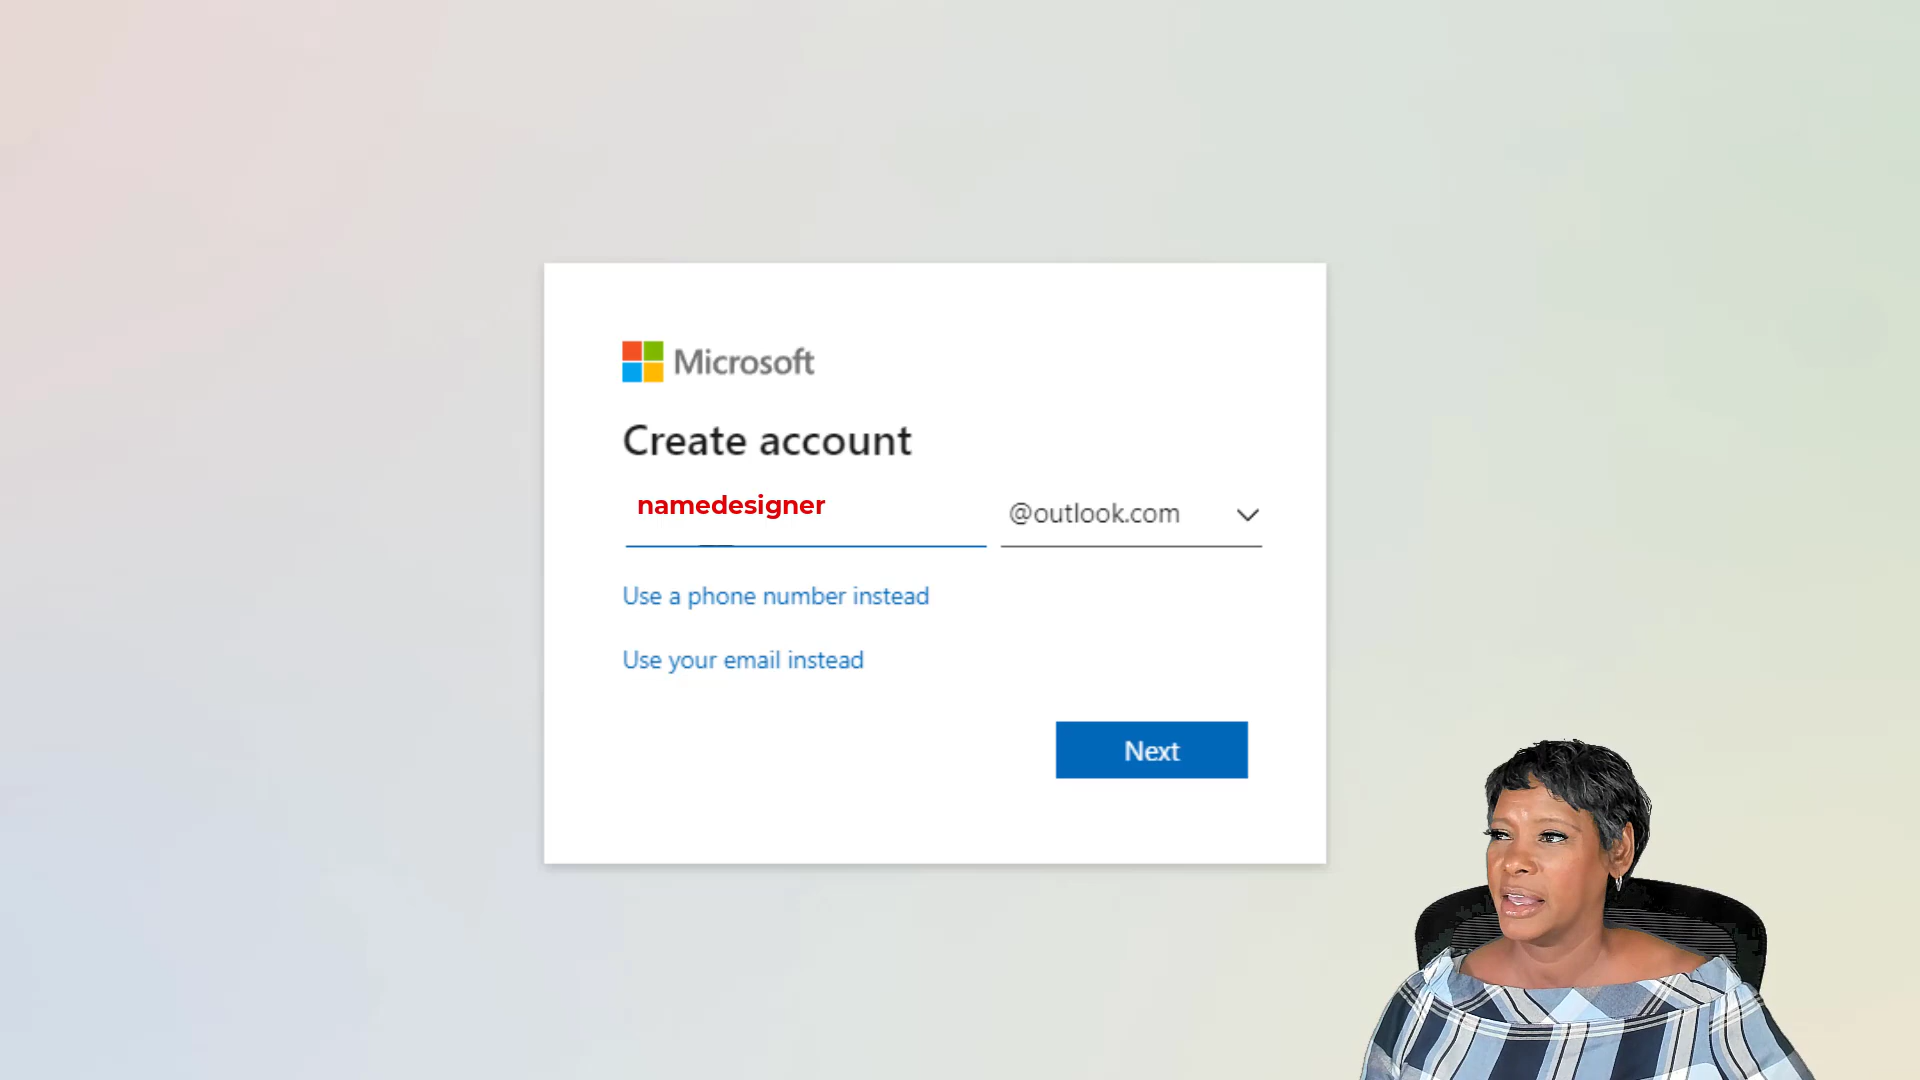 Microsoft
Create account
namedesigner
@outlook.com
Use a phone number instead
Use your email instead
Next